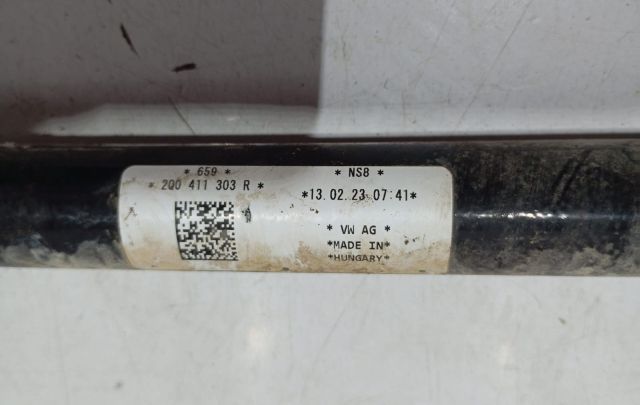 * 659 *
* 2Q0 411 303 R *
* NS8 *
*13.02.23 07:41*
* VW AG *
*MADE IN*
*HUNGARY*